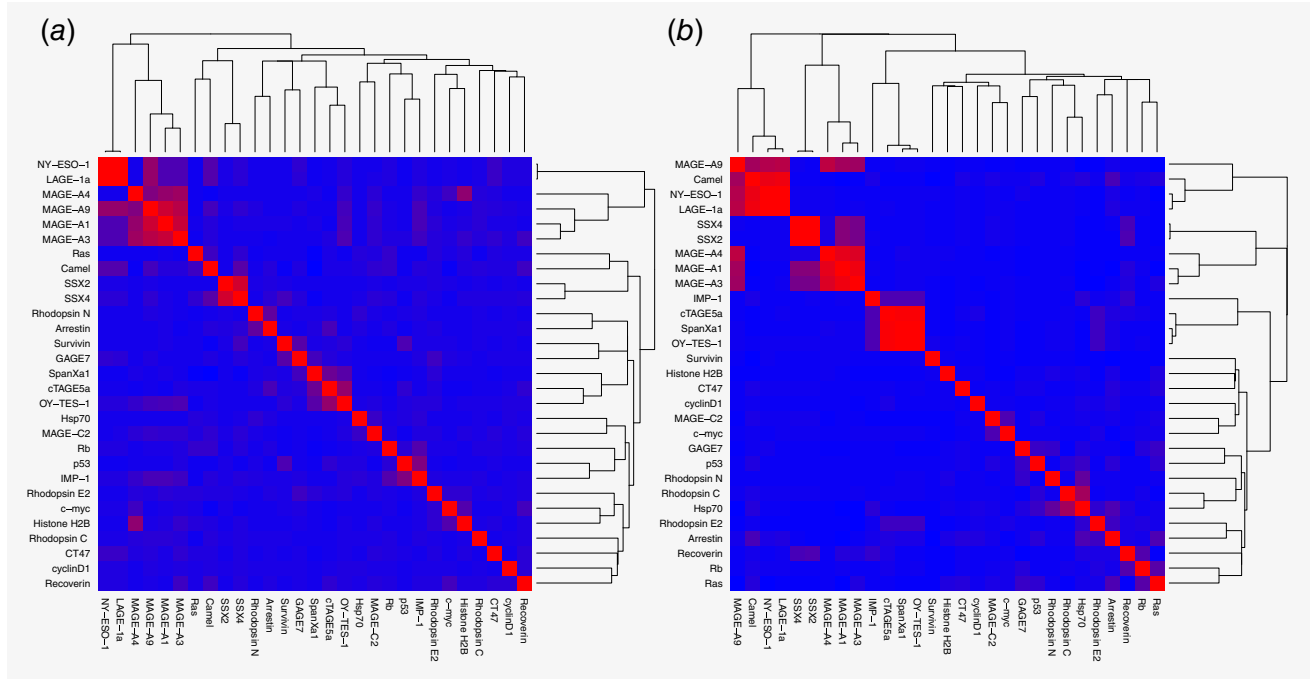 (a)
NY−ESO−1
LAGE−1a
MAGE−A4
MAGE−A9
MAGE−A1
MAGE−A3
Ras
Camel
SSX2
SSX4
Rhodopsin N
Arrestin
Survivin
GAGE7
SpanXa1
cTAGE5a
OY−TES−1
Hsp70
MAGE−C2
Rb
p53
IMP−1
Rhodopsin E2
c−myc
Histone H2B
Rhodopsin C
CT47
cyclinD1
Recoverin
NY−ESO−1
LAGE−1a
MAGE−A4
MAGE−A9
MAGE−A1
MAGE−A3
Ras
Camel
SSX2
SSX4
Rhodopsin N
Arrestin
Survivin
GAGE7
SpanXa1
cTAGE5a
OY−TES−1
Hsp70
MAGE−C2
Rb
p53
IMP−1
Rhodopsin E2
c−myc
Histone H2B
Rhodopsin C
CT47
cyclinD1
Recoverin
(b)
MAGE−A9
Camel
NY−ESO−1
LAGE−1a
SSX4
SSX2
MAGE−A4
MAGE−A1
MAGE−A3
IMP−1
cTAGE5a
SpanXa1
OY−TES−1
Survivin
Histone H2B
CT47
cyclinD1
MAGE−C2
c−myc
GAGE7
p53
Rhodopsin N
Rhodopsin C
Hsp70
Rhodopsin E2
Arrestin
Recoverin
Rb
Ras
MAGE−A9
Camel
NY−ESO−1
LAGE−1a
SSX4
SSX2
MAGE−A4
MAGE−A1
MAGE−A3
IMP−1
cTAGE5a
SpanXa1
OY−TES−1
Survivin
Histone H2B
CT47
cyclinD1
MAGE−C2
c−myc
GAGE7
p53
Rhodopsin N
Rhodopsin C
Hsp70
Rhodopsin E2
Arrestin
Recoverin
Rb
Ras